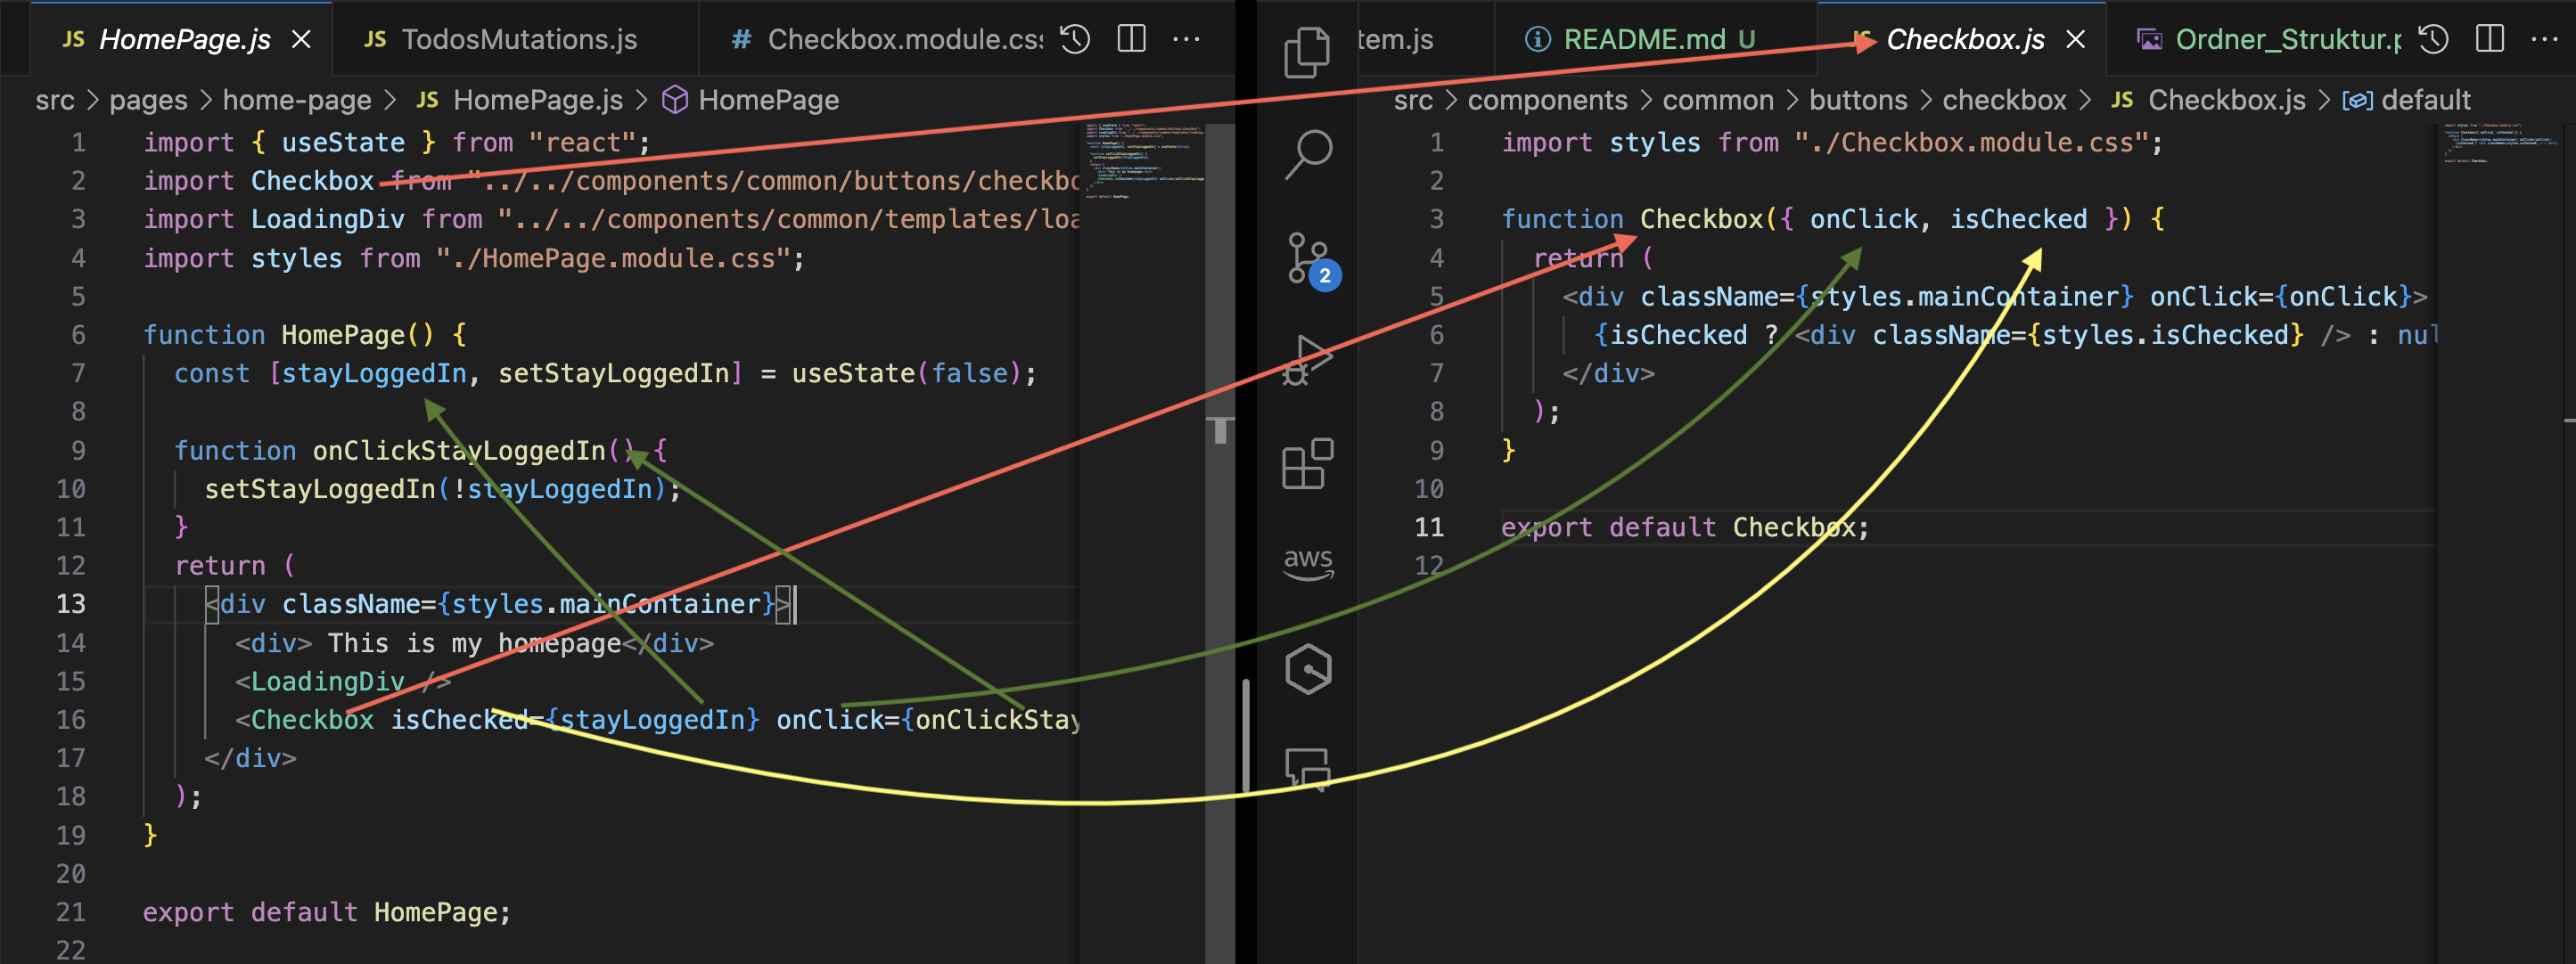 JS HomePage.js
JS TodosMutations.js
# Checkbox.module.css
src > pages > home-page > JS HomePage.js > HomePage
1 import { useState } from "react";
2 import Checkbox from "../../components/common/buttons/checkbo
3 import LoadingDiv from "../../components/common/templates/loa
4 import styles from "./HomePage.module.css";
5
6 function HomePage() {
7 const [stayLoggedIn, setStayLoggedIn] = useState(false);
8
9 function onClickStayLoggedIn() {
10 setStayLoggedIn(!stayLoggedIn);
11 }
12 return (
13 <div className={styles.mainContainer}>
14 <div> This is my homepage</div>
15 <LoadingDiv />
16 <Checkbox isChecked={stayLoggedIn} onClick={onClickStay
17 </div>
18 );
19 }
20
21 export default HomePage;
22
2
aws
tem.js
README.md U
JS Checkbox.js
Ordner_Struktur.p
src > components > common > buttons > checkbox > JS Checkbox.js > default
1 import styles from "./Checkbox.module.css";
2
3 function Checkbox({ onClick, isChecked }) {
4 return (
5 <div className={styles.mainContainer} onClick={onClick}>
6 {isChecked ? <div className={styles.isChecked} /> : nul
7 </div>
8 );
9 }
10
11 export default Checkbox;
12